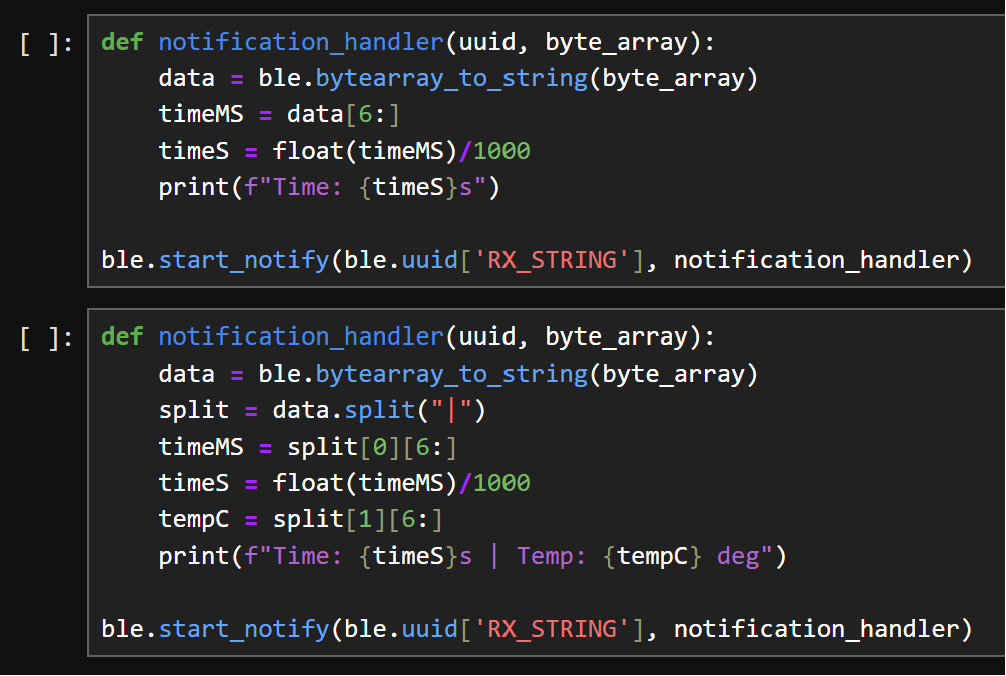 [ ]:
def notification_handler(uuid, byte_array):
    data = ble.bytearray_to_string(byte_array)
    timeMS = data[6:]
    timeS = float(timeMS)/1000
    print(f"Time: {timeS}s")
ble.start_notify(ble.uuid['RX_STRING'], notification_handler)
[ ]:
def notification_handler(uuid, byte_array):
    data = ble.bytearray_to_string(byte_array)
    split = data.split("|")
    timeMS = split[0][6:]
    timeS = float(timeMS)/1000
    tempC = split[1][6:]
    print(f"Time: {timeS}s | Temp: {tempC} deg")
ble.start_notify(ble.uuid['RX_STRING'], notification_handler)